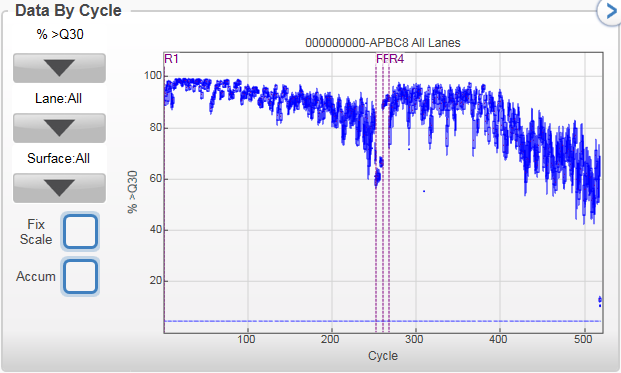 Data By Cycle
% >Q30
Lane:All
Surface:All
Fix
Scale
Accum
000000000-APBC8 All Lanes
R1
FFR4
% >Q30
100
80
60
40
20
100
200
300
400
500
Cycle